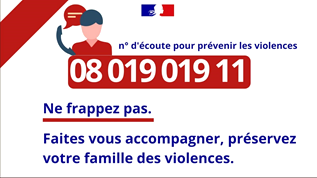 n° d'écoute pour prévenir les violences
08 019 019 11
Ne frappez pas.
Faites vous accompagner, préservez
votre famille des violences.